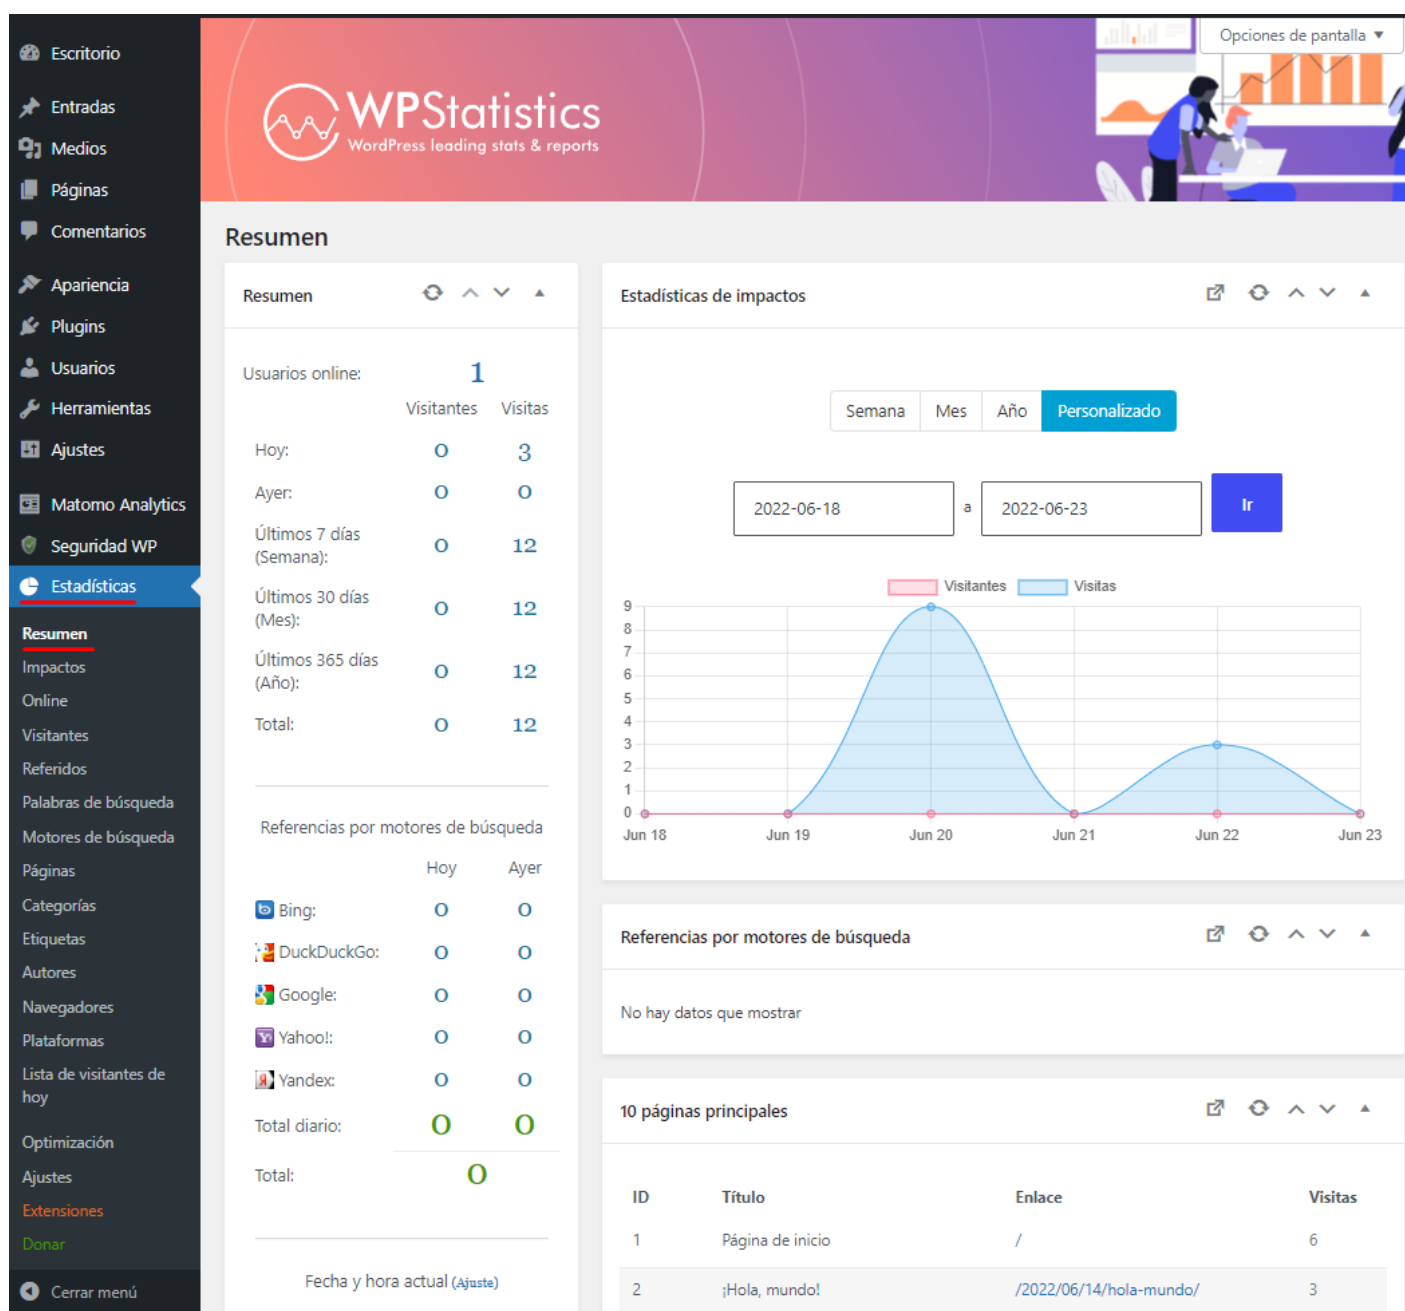 Escritorio
Entradas
Medios
Páginas
Comentarios
Apariencia
Plugins
Usuarios
Herramientas
Ajustes
Matomo Analytics
Seguridad WP
Estadísticas
Resumen
Impactos
Online
Visitantes
Referidos
Palabras de búsqueda
Motores de búsqueda
Páginas
Categorías
Etiquetas
Autores
Navegadores
Plataformas
Lista de visitantes de
hoy
Optimización
Ajustes
Extensiones
Donar
Cerrar menú
Opciones de pantalla
WPStatistics
WordPress leading stats & reports
Resumen
Resumen
Usuarios online: 1
Visitantes Visitas
Hoy: 0 3
Ayer: 0 0
Últimos 7 días
(Semana): 0 12
Últimos 30 días
(Mes): 0 12
Últimos 365 días
(Año): 0 12
Total: 0 12
Referencias por motores de búsqueda
Hoy Ayer
Bing: 0 0
DuckDuckGo: 0 0
Google: 0 0
Yahoo!: 0 0
Yandex: 0 0
Total diario: 0 0
Total: 0
Fecha y hora actual (Ajuste)
Estadísticas de impactos
Semana Mes Año Personalizado
2022-06-18 a 2022-06-23 Ir
Visitantes Visitas
9
8
7
6
5
4
3
2
1
0
Jun 18 Jun 19 Jun 20 Jun 21 Jun 22 Jun 23
Referencias por motores de búsqueda
No hay datos que mostrar
10 páginas principales
ID Título Enlace Visitas
1 Página de inicio / 6
2 ¡Hola, mundo! /2022/06/14/hola-mundo/ 3